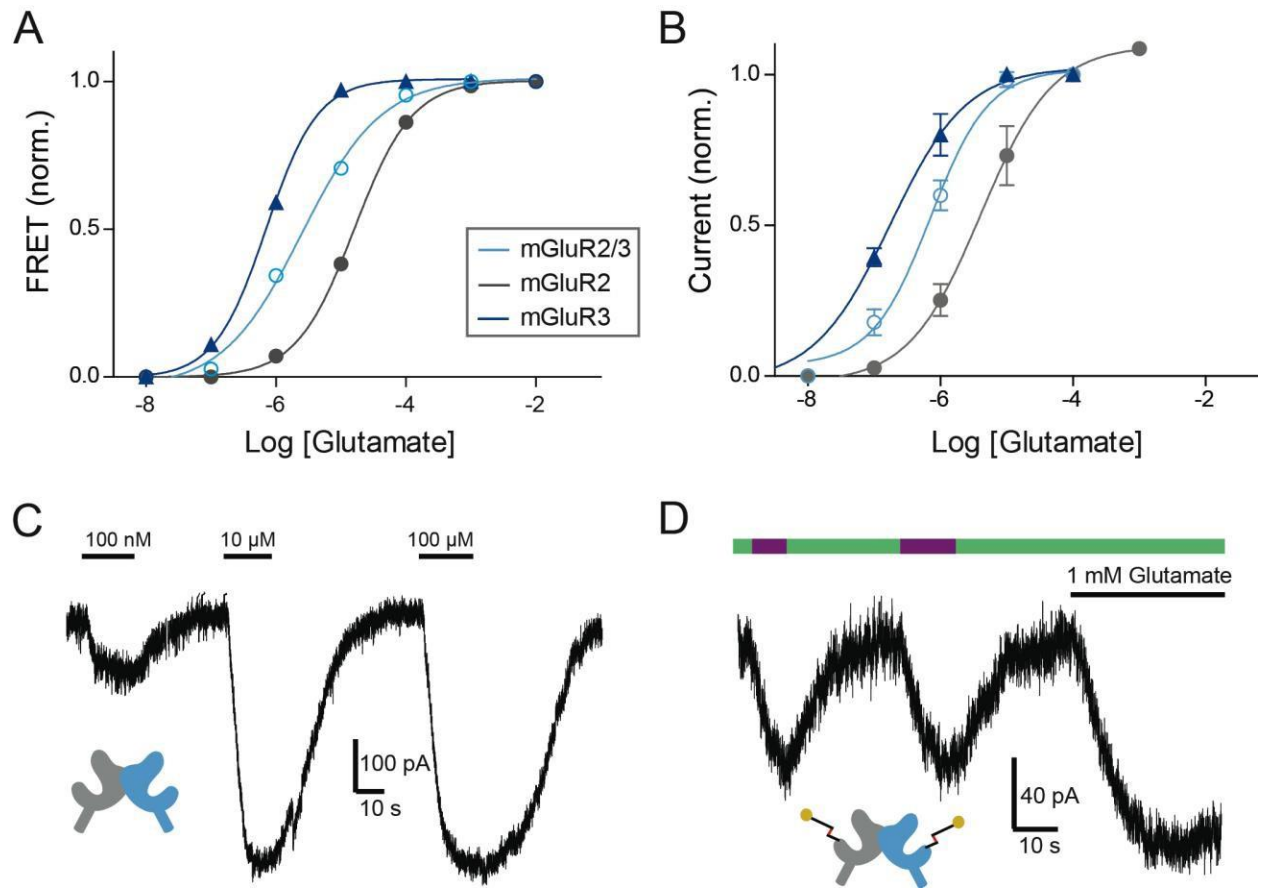 A
FRET (norm.)
1.0
0.5
0.0
-8
-6
-4
-2
Log [Glutamate]
mGluR2/3
mGluR2
mGluR3
B
Current (norm.)
1.0
0.5
0.0
-8
-6
-4
-2
Log [Glutamate]
C
100 nM
10 µM
100 µM
100 pA
10 s
D
1 mM Glutamate
40 pA
10 s